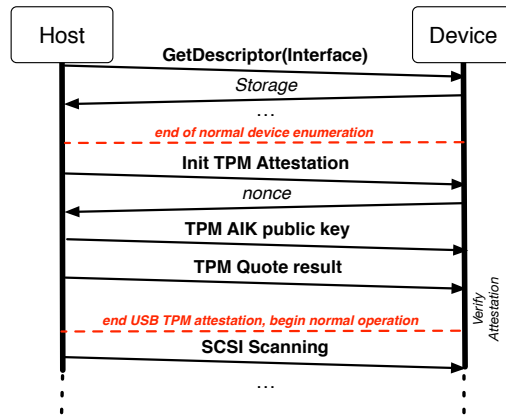 Host
Device
GetDescriptor(Interface)
Storage
...
end of normal device enumeration
Init TPM Attestation
nonce
TPM AIK public key
TPM Quote result
Verify
Attestation
end USB TPM attestation, begin normal operation
SCSI Scanning
...